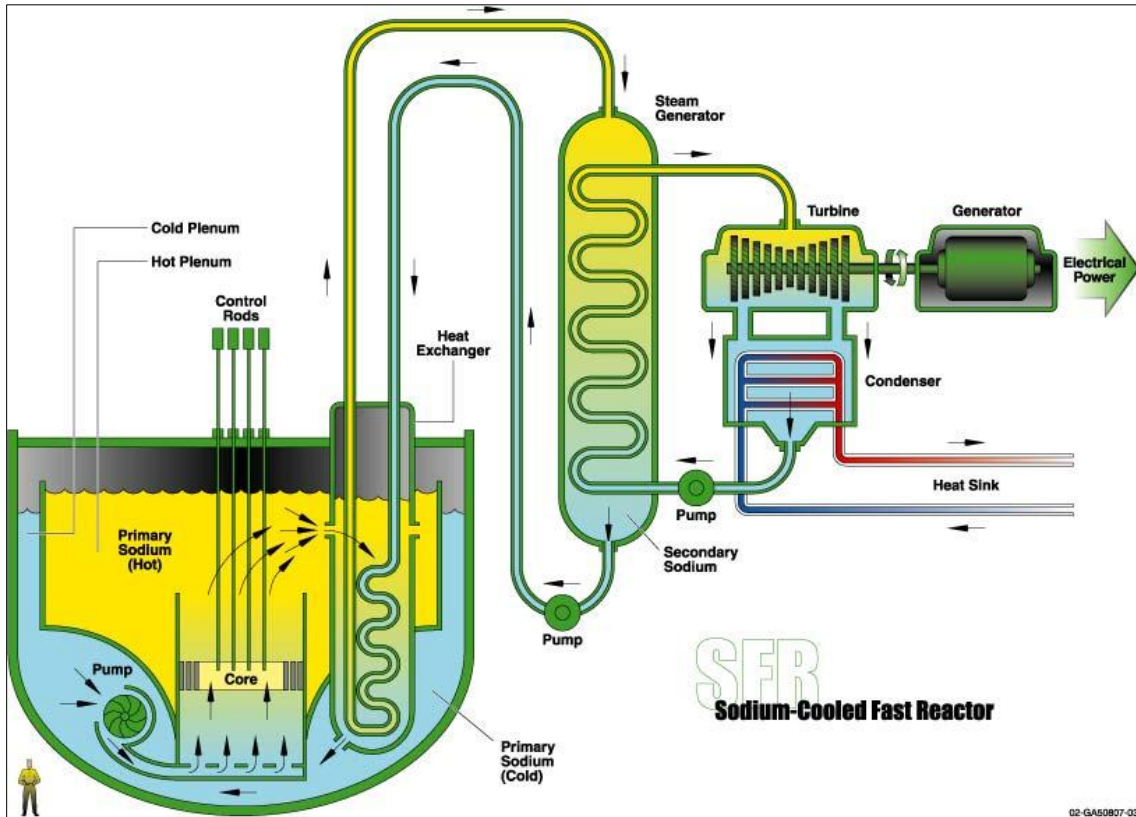 Steam
Generator
Cold Plenum
Hot Plenum
Control
Rods
Heat
Exchanger
Turbine
Generator
Electrical
Power
Condenser
Heat Sink
Pump
Secondary
Sodium
Pump
Primary
Sodium
(Hot)
Pump
Core
Primary
Sodium
(Cold)
SFR
Sodium-Cooled Fast Reactor
02-GA50807-03